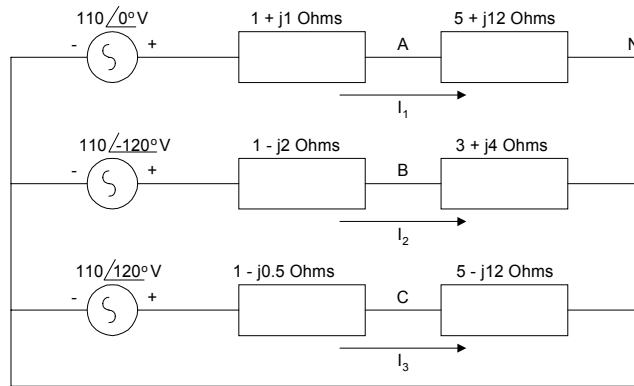 110/0° V 1 + j1 Ohms A 5 + j12 Ohms N
- +
I1
110/-120° V 1 - j2 Ohms B 3 + j4 Ohms
- +
I2
110/120° V 1 - j0.5 Ohms C 5 - j12 Ohms
- +
I3